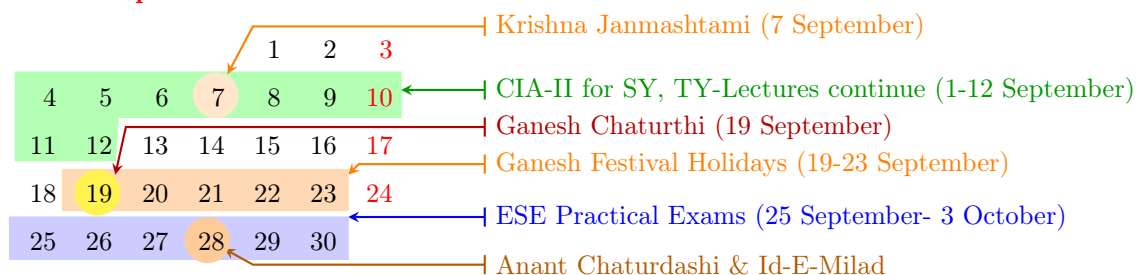 Krishna Janmashtami (7 September)
1 2 3
4 5 6 7 8 9 10
CIA-II for SY, TY-Lectures continue (1-12 September)
Ganesh Chaturthi (19 September)
11 12 13 14 15 16 17
Ganesh Festival Holidays (19-23 September)
18 19 20 21 22 23 24
ESE Practical Exams (25 September- 3 October)
25 26 27 28 29 30
Anant Chaturdashi & Id-E-Milad